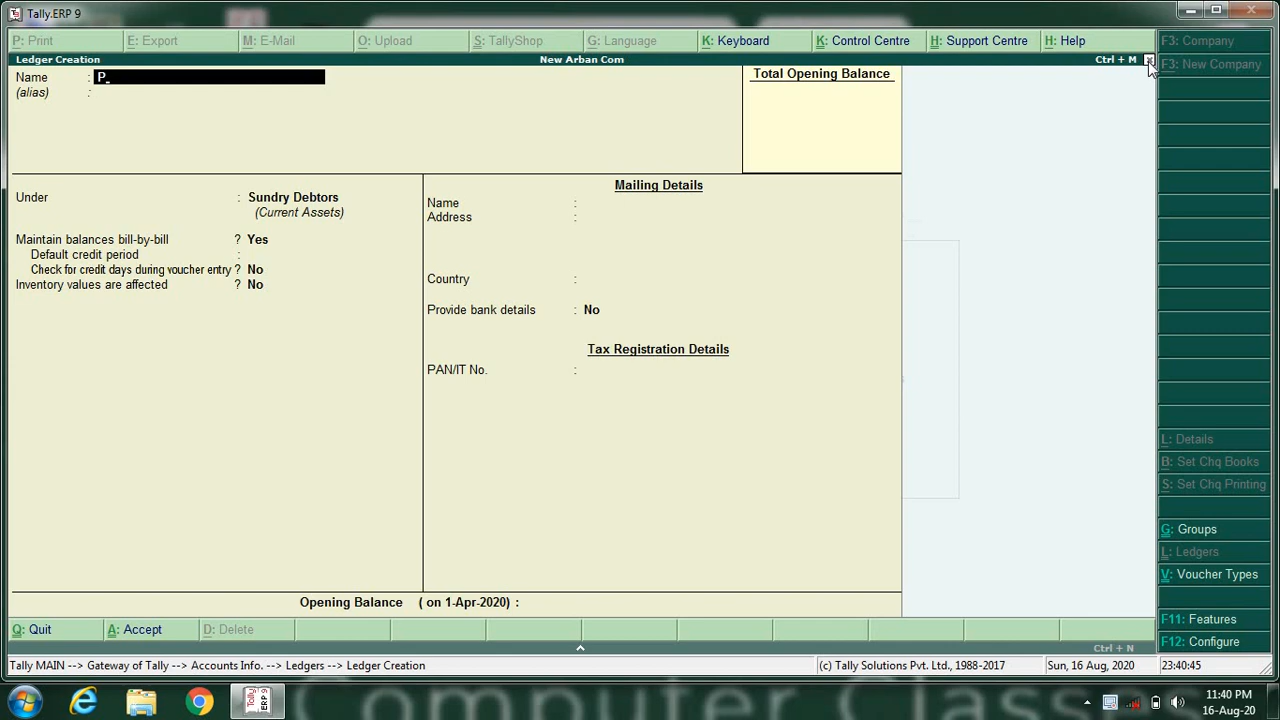 Tally.ERP 9
P: Print E: Export M: E-Mail O: Upload S: TallyShop G: Language K: Keyboard K: Control Centre H: Support Centre H: Help F3: Company
Ledger Creation New Arban Com Ctrl + M
F3: New Company
Name : P
Total Opening Balance
(alias) :
Under : Sundry Debtors
(Current Assets)
Maintain balances bill-by-bill ? Yes
Default credit period :
Check for credit days during voucher entry ? No
Inventory values are affected ? No
Mailing Details
Name :
Address :
Country :
Provide bank details : No
Tax Registration Details
PAN/IT No. :
L: Details
B: Set Chq Books
S: Set Chq Printing
G: Groups
L: Ledgers
V: Voucher Types
F11: Features
F12: Configure
Opening Balance ( on 1-Apr-2020) :
Q: Quit A: Accept D: Delete
Ctrl + N
Tally MAIN --> Gateway of Tally --> Accounts Info. --> Ledgers --> Ledger Creation (c) Tally Solutions Pvt. Ltd., 1988-2017 Sun, 16 Aug, 2020 23:40:45
Tally ERP 9
11:40 PM
16-Aug-20